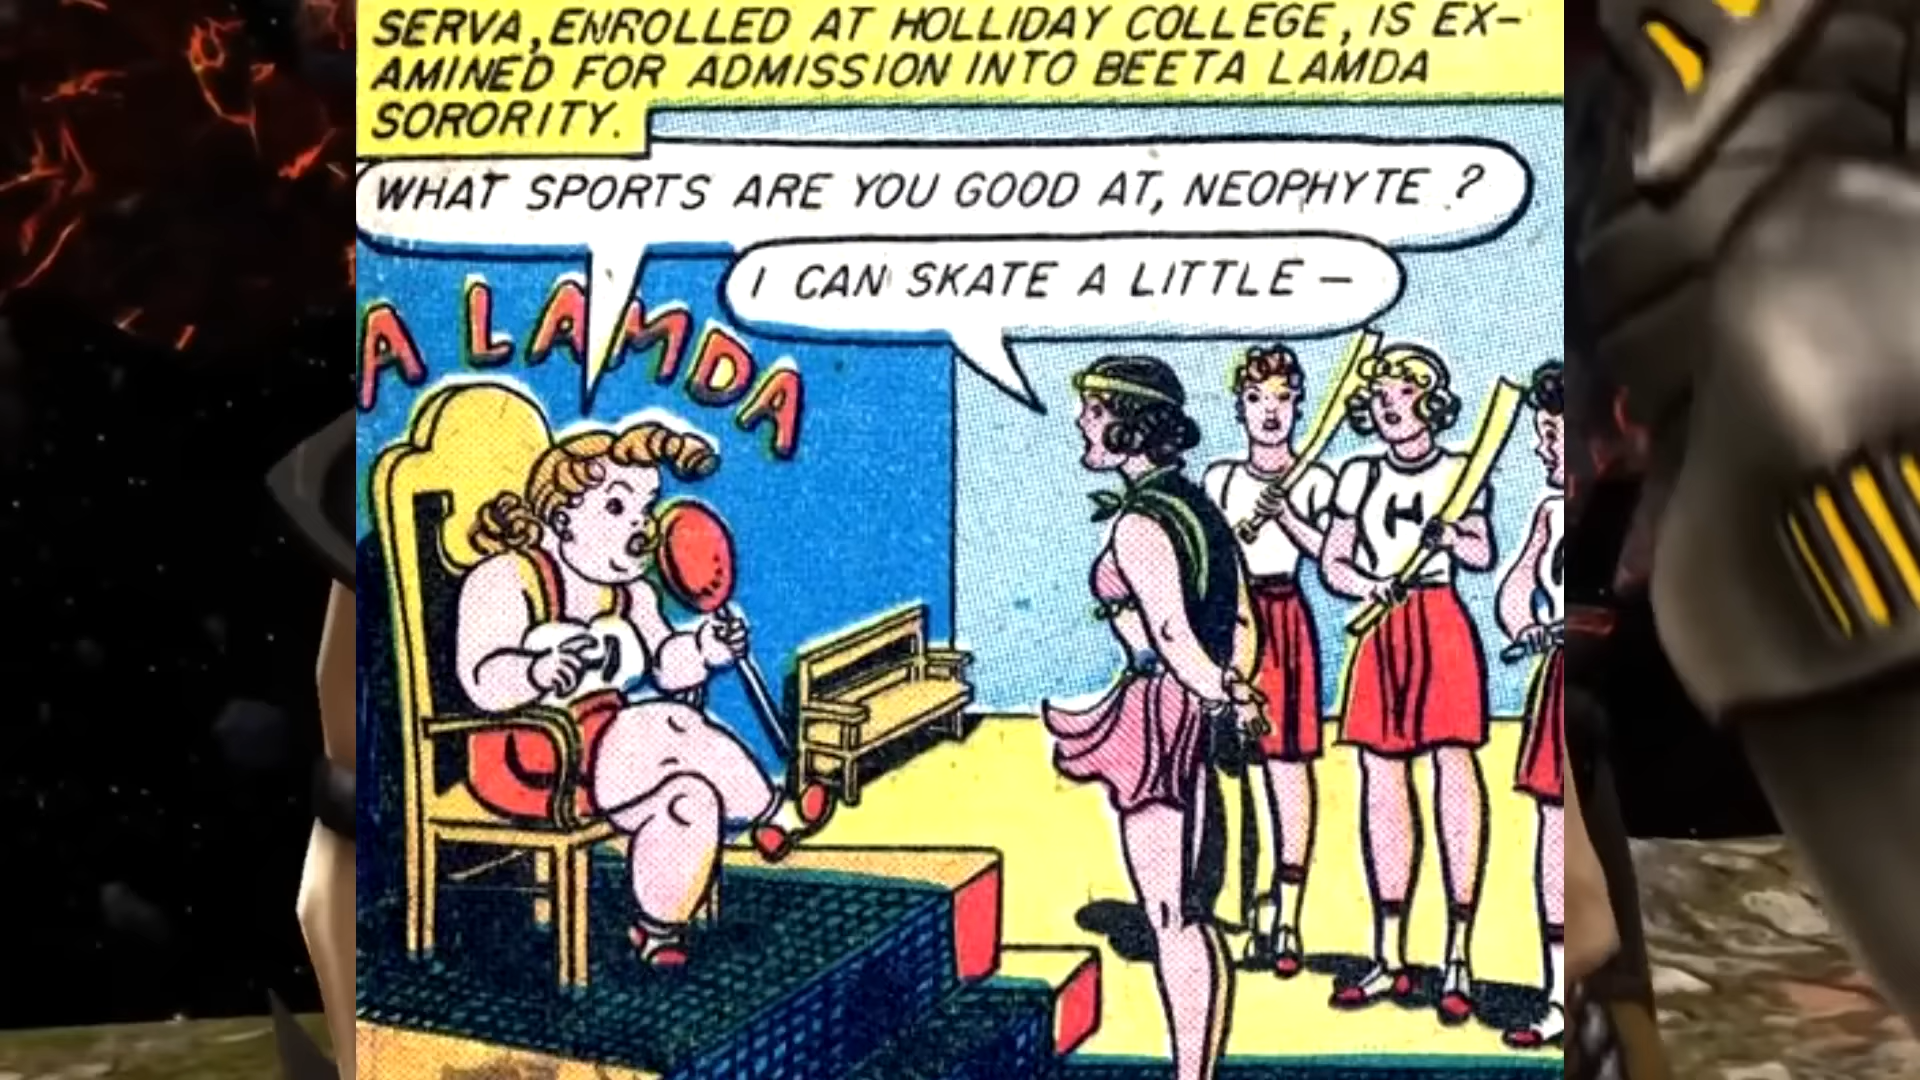 SERVA, ENROLLED AT HOLLIDAY COLLEGE, IS EX-
AMINED FOR ADMISSION INTO BEETA LAMDA
SORORITY.
WHAT SPORTS ARE YOU GOOD AT, NEOPHYTE ?
I CAN SKATE A LITTLE —
A LAMDA
H